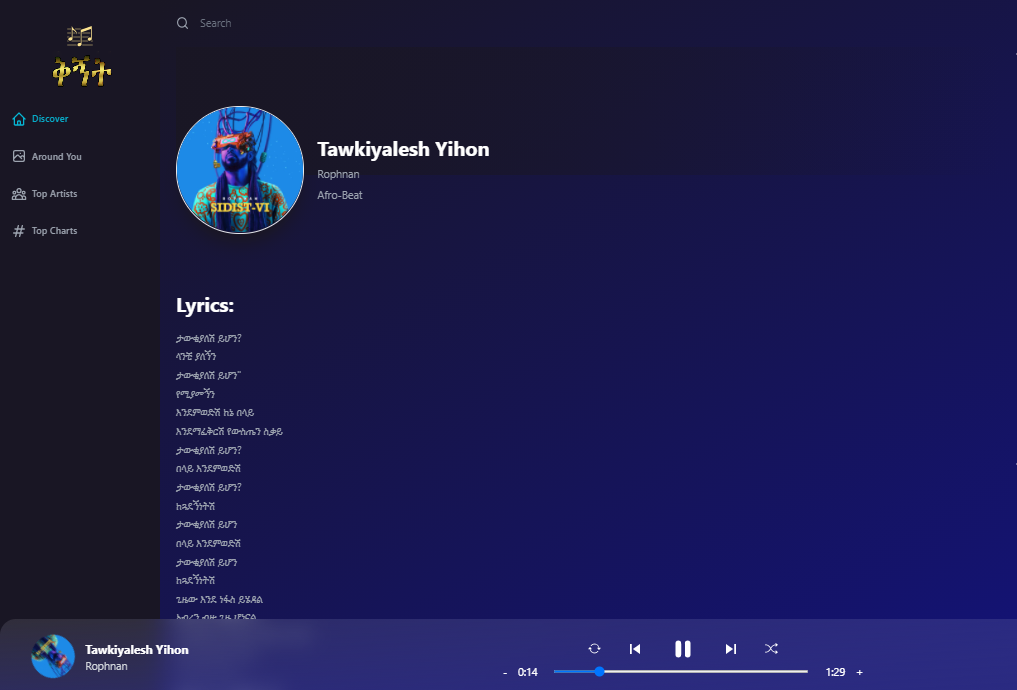 Search
ቅኝት
Discover
Around You
Top Artists
Top Charts
ROPHNAN
SIDIST-VI
Tawkiyalesh Yihon
Rophnan
Afro-Beat
Lyrics:
ታውቂያለሽ ይሆን?
ላንቺ ያለኝን
ታውቂያለሽ ይሆን"
የሚያመኝን
እንደምወድሽ ከኔ በላይ
እንደማፈቅርሽ የውስጤን ስቃይ
ታውቂያለሽ ይሆን?
በላይ እንደምወድሽ
ታውቂያለሽ ይሆን?
ከጓደኝነትሽ
ታውቂያለሽ ይሆን
በላይ እንደምወድሽ
ታውቂያለሽ ይሆን
ከጓደኝነትሽ
ጊዜው እንደ ነፋስ ይሄዳል
Tawkiyalesh Yihon
Rophnan
- 0:14 1:29 +